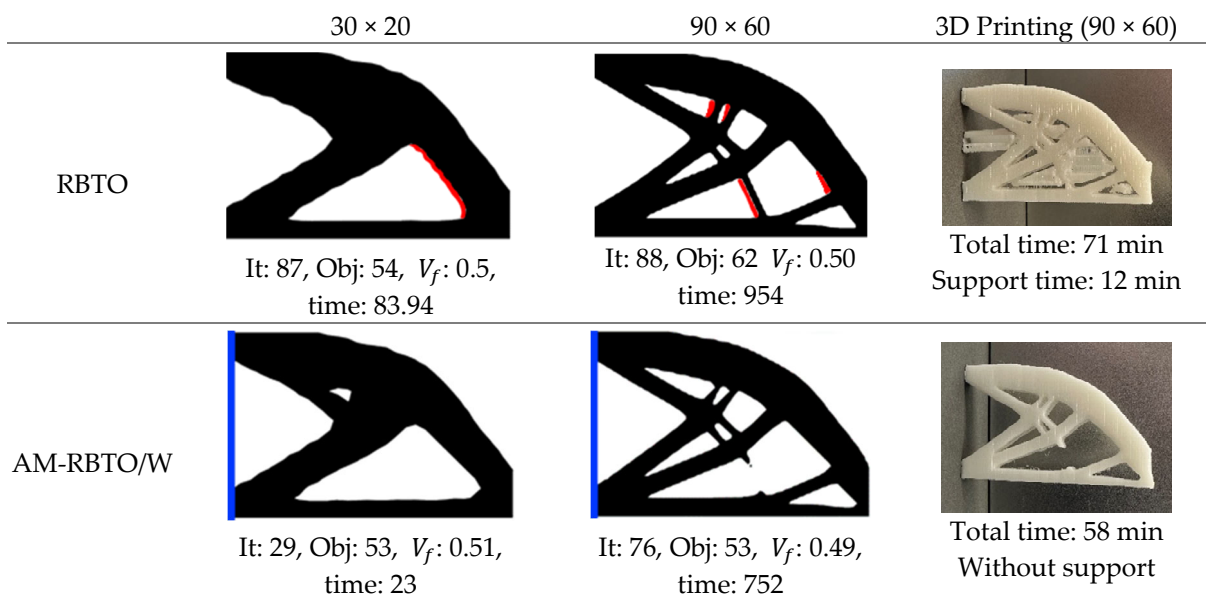 30 × 20
90 × 60
3D Printing (90 × 60)
RBTO
It: 87, Obj: 54, V_f: 0.5,
time: 83.94
It: 88, Obj: 62 V_f: 0.50
time: 954
Total time: 71 min
Support time: 12 min
AM-RBTO/W
It: 29, Obj: 53, V_f: 0.51,
time: 23
It: 76, Obj: 53, V_f: 0.49,
time: 752
Total time: 58 min
Without support